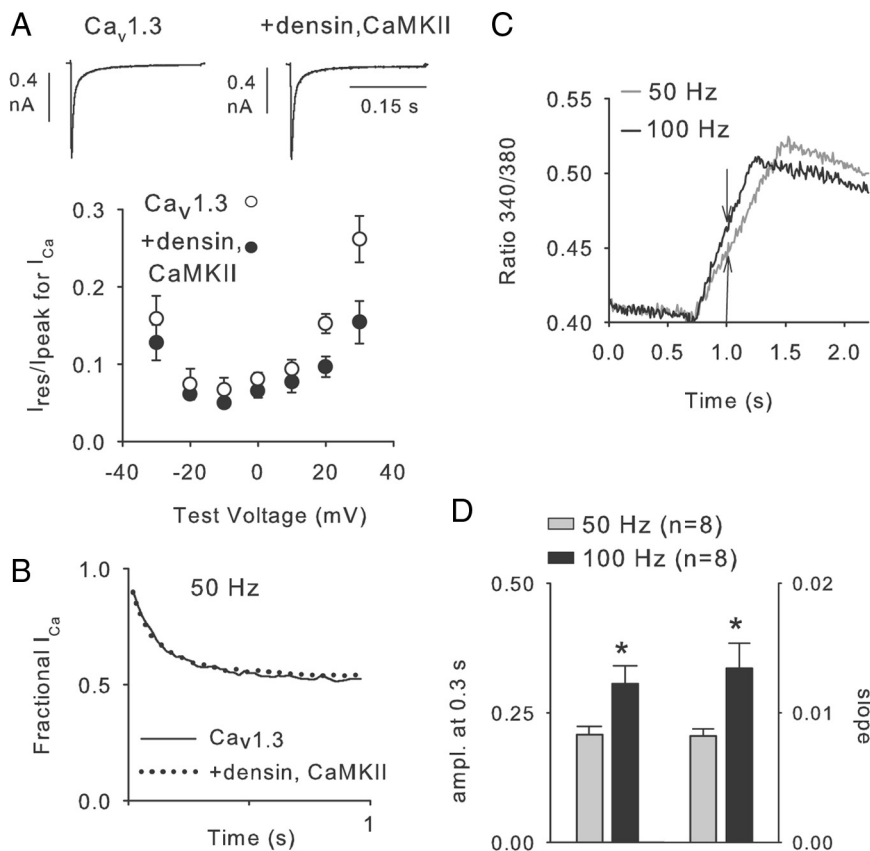 A
Cav1.3
+densin,CaMKII
0.4
nA
0.4
nA
0.15 s
Ires/Ipeak for ICa
0.3
0.2
0.1
0.0
Cav1.3
+densin,
CaMKII
-40
-20
0
20
40
Test Voltage (mV)
B
Fractional ICa
1.0
0.5
0.0
50 Hz
Cav1.3
+densin, CaMKII
Time (s)
1
C
Ratio 340/380
0.55
0.50
0.45
0.40
50 Hz
100 Hz
0.0
0.5
1.0
1.5
2.0
Time (s)
D
50 Hz (n=8)
100 Hz (n=8)
ampl. at 0.3 s
0.50
0.25
0.00
*
*
0.02
0.01
0.00
slope